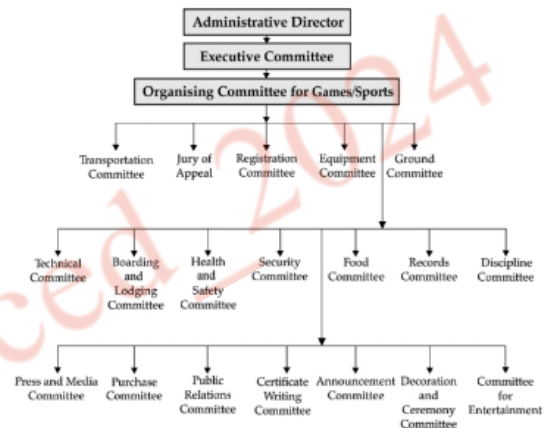 Administrative Director
Executive Committee
Organising Committee for Games/Sports
Transportation
Committee
Jury of
Appeal
Registration
Committee
Equipment
Committee
Ground
Committee
Technical
Committee
Boarding
and
Lodging
Committee
Health
and
Safety
Committee
Security
Committee
Food
Committee
Records
Committee
Discipline
Committee
Press and Media
Committee
Purchase
Committee
Public
Relations
Committee
Certificate
Writing
Committee
Announcement
Committee
Decoration
and
Ceremony
Committee
Committee
for
Entertainment
ced_2024